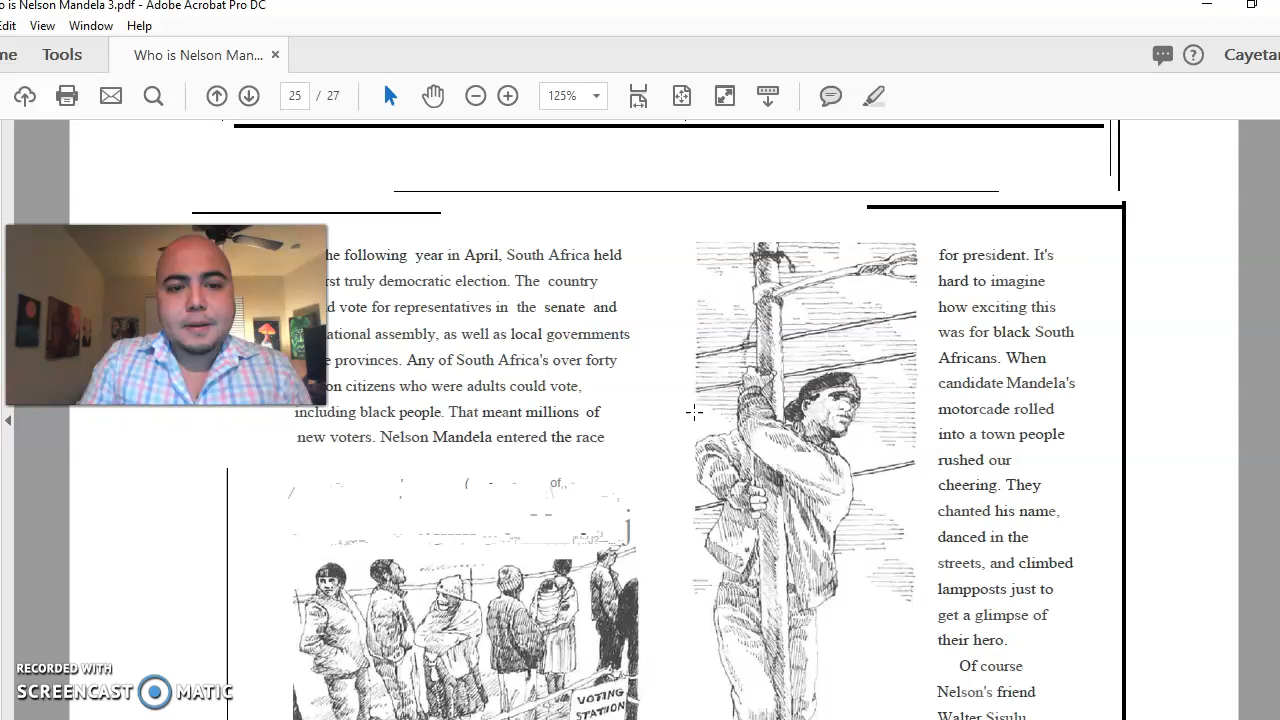 o is Nelson Mandela 3.pdf - Adobe Acrobat Pro DC
Edit View Window Help
me Tools Who is Nelson Man... × ? Cayeta
25 / 27 125%
he following year in April, South Africa held
rst truly democratic election. The country
d vote for representatives in the senate and
ational assembly, as well as local governments
e provinces. Any of South Africa's over forty
on citizens who were adults could vote,
including black people. That meant millions of
new voters. Nelson Mandela entered the race
of,,
VOTING
STATION
for president. It's
hard to imagine
how exciting this
was for black South
Africans. When
candidate Mandela's
motorcade rolled
into a town people
rushed our
cheering. They
chanted his name,
danced in the
streets, and climbed
lampposts just to
get a glimpse of
their hero.
Of course
Nelson's friend
Walter Sisulu
RECORDED WITH
SCREENCAST MATIC